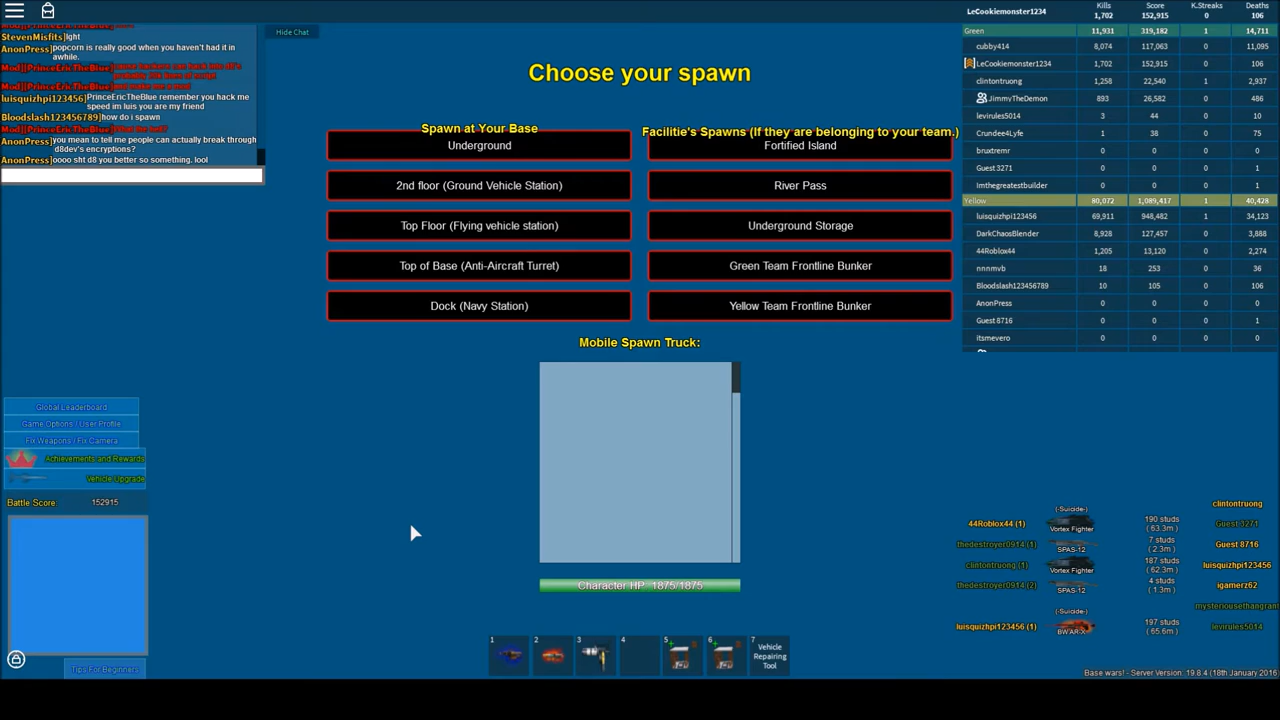 LeCookiemonster1234
Kills Score K.Streaks Deaths
1,702 152,915 0 106
Hide Chat
StevenMisfits]Ight
AnonPress]popcorn is really good when you haven't had it in
awhile.
luisquizhpi123456]PrinceEricTheBlue remember you hack me
speed im luis you are my friend
Bloodslash123456789]how do i spawn
AnonPress]you mean to tell me people can actually break through
d8dev's encryptions?
AnonPress]oooo sht d8 you better so something. lool
Choose your spawn
Spawn at Your Base
Underground
2nd floor (Ground Vehicle Station)
Top Floor (Flying vehicle station)
Top of Base (Anti-Aircraft Turret)
Dock (Navy Station)
Facilitie's Spawns (If they are belonging to your team.)
Fortified Island
River Pass
Underground Storage
Green Team Frontline Bunker
Yellow Team Frontline Bunker
Mobile Spawn Truck:
Character HP: 1875/1875
Green 11,931 319,182 1 14,711
cubby414 8,074 117,063 0 11,095
LeCookiemonster1234 1,702 152,915 0 106
clintontruong 1,258 22,540 1 2,937
JimmyTheDemon 893 26,582 0 486
levirules5014 3 44 0 10
Crundee4Lyfe 1 38 0 75
bruxtremr 0 0 0 0
Guest 3271 0 0 0 1
Imthegreatestbuilder 0 0 0 1
Yellow 80,072 1,089,417 1 40,428
luisquizhpi123456 69,911 948,482 1 34,123
DarkChaosBlender 8,928 127,457 0 3,888
44Roblox44 1,205 13,120 0 2,274
nnnmvb 18 253 0 36
Bloodslash123456789 10 105 0 106
AnonPress 0 0 0 0
Guest 8716 0 0 0 1
itsmevero 0 0 0 0
Global Leaderboard
Game Options / User Profile
Fix Weapons / Fix Camera
Achievements and Rewards
Vehicle Upgrade
Battle Score: 152915
Tips For Beginners
1 2 3 4 5 6 7
Vehicle
Repairing
Tool
(-Suicide-) clintontruong
44Roblox44 (1) Vortex Fighter 190 studs (63.3m) Guest 3271
thedestroyer0914 (1) SPAS-12 7 studs (2.3m) Guest 8716
clintontruong (1) Vortex Fighter 187 studs (62.3m) luisquizhpi123456
thedestroyer0914 (2) SPAS-12 4 studs (1.3m) igamerz62
(-Suicide-) mysteriousethangrant
luisquizhpi123456 (1) BW AR-X 197 studs (65.6m) levirules5014
Base wars! - Server Version: 19.8.4 (18th January 2016)